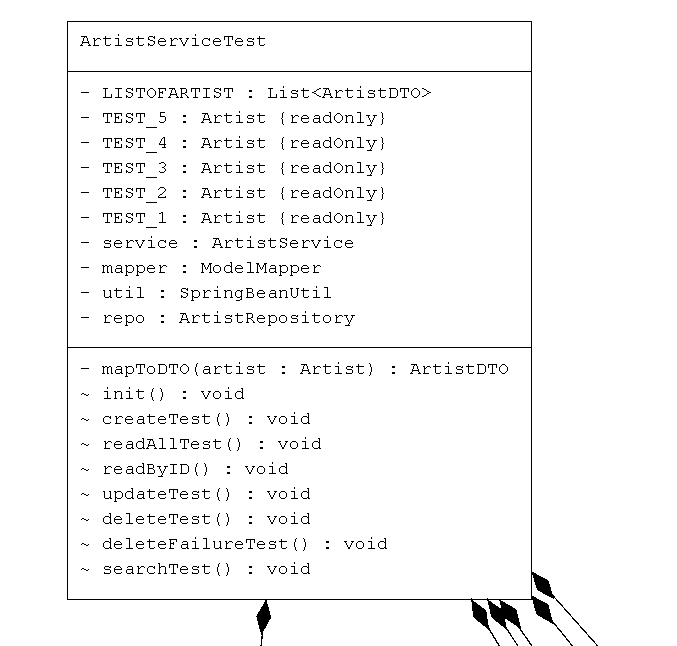 ArtistServiceTest
- LISTOFARTIST : List<ArtistDTO>
- TEST_5 : Artist {readOnly}
- TEST_4 : Artist {readOnly}
- TEST_3 : Artist {readOnly}
- TEST_2 : Artist {readOnly}
- TEST_1 : Artist {readOnly}
- service : ArtistService
- mapper : ModelMapper
- util : SpringBeanUtil
- repo : ArtistRepository
- mapToDTO(artist : Artist) : ArtistDTO
~ init() : void
~ createTest() : void
~ readAllTest() : void
~ readByID() : void
~ updateTest() : void
~ deleteTest() : void
~ deleteFailureTest() : void
~ searchTest() : void